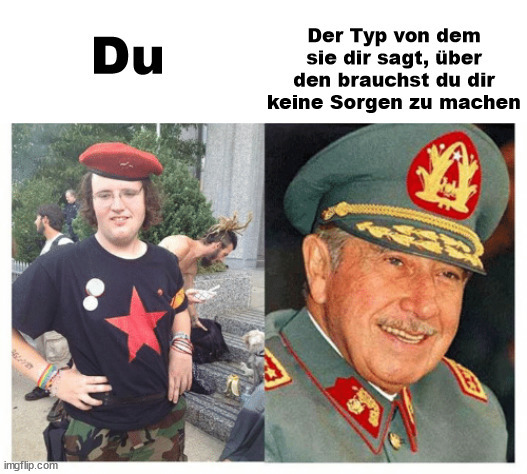 Du
Der Typ von dem
sie dir sagt, über
den brauchst du dir
keine Sorgen zu machen
imgflip.com